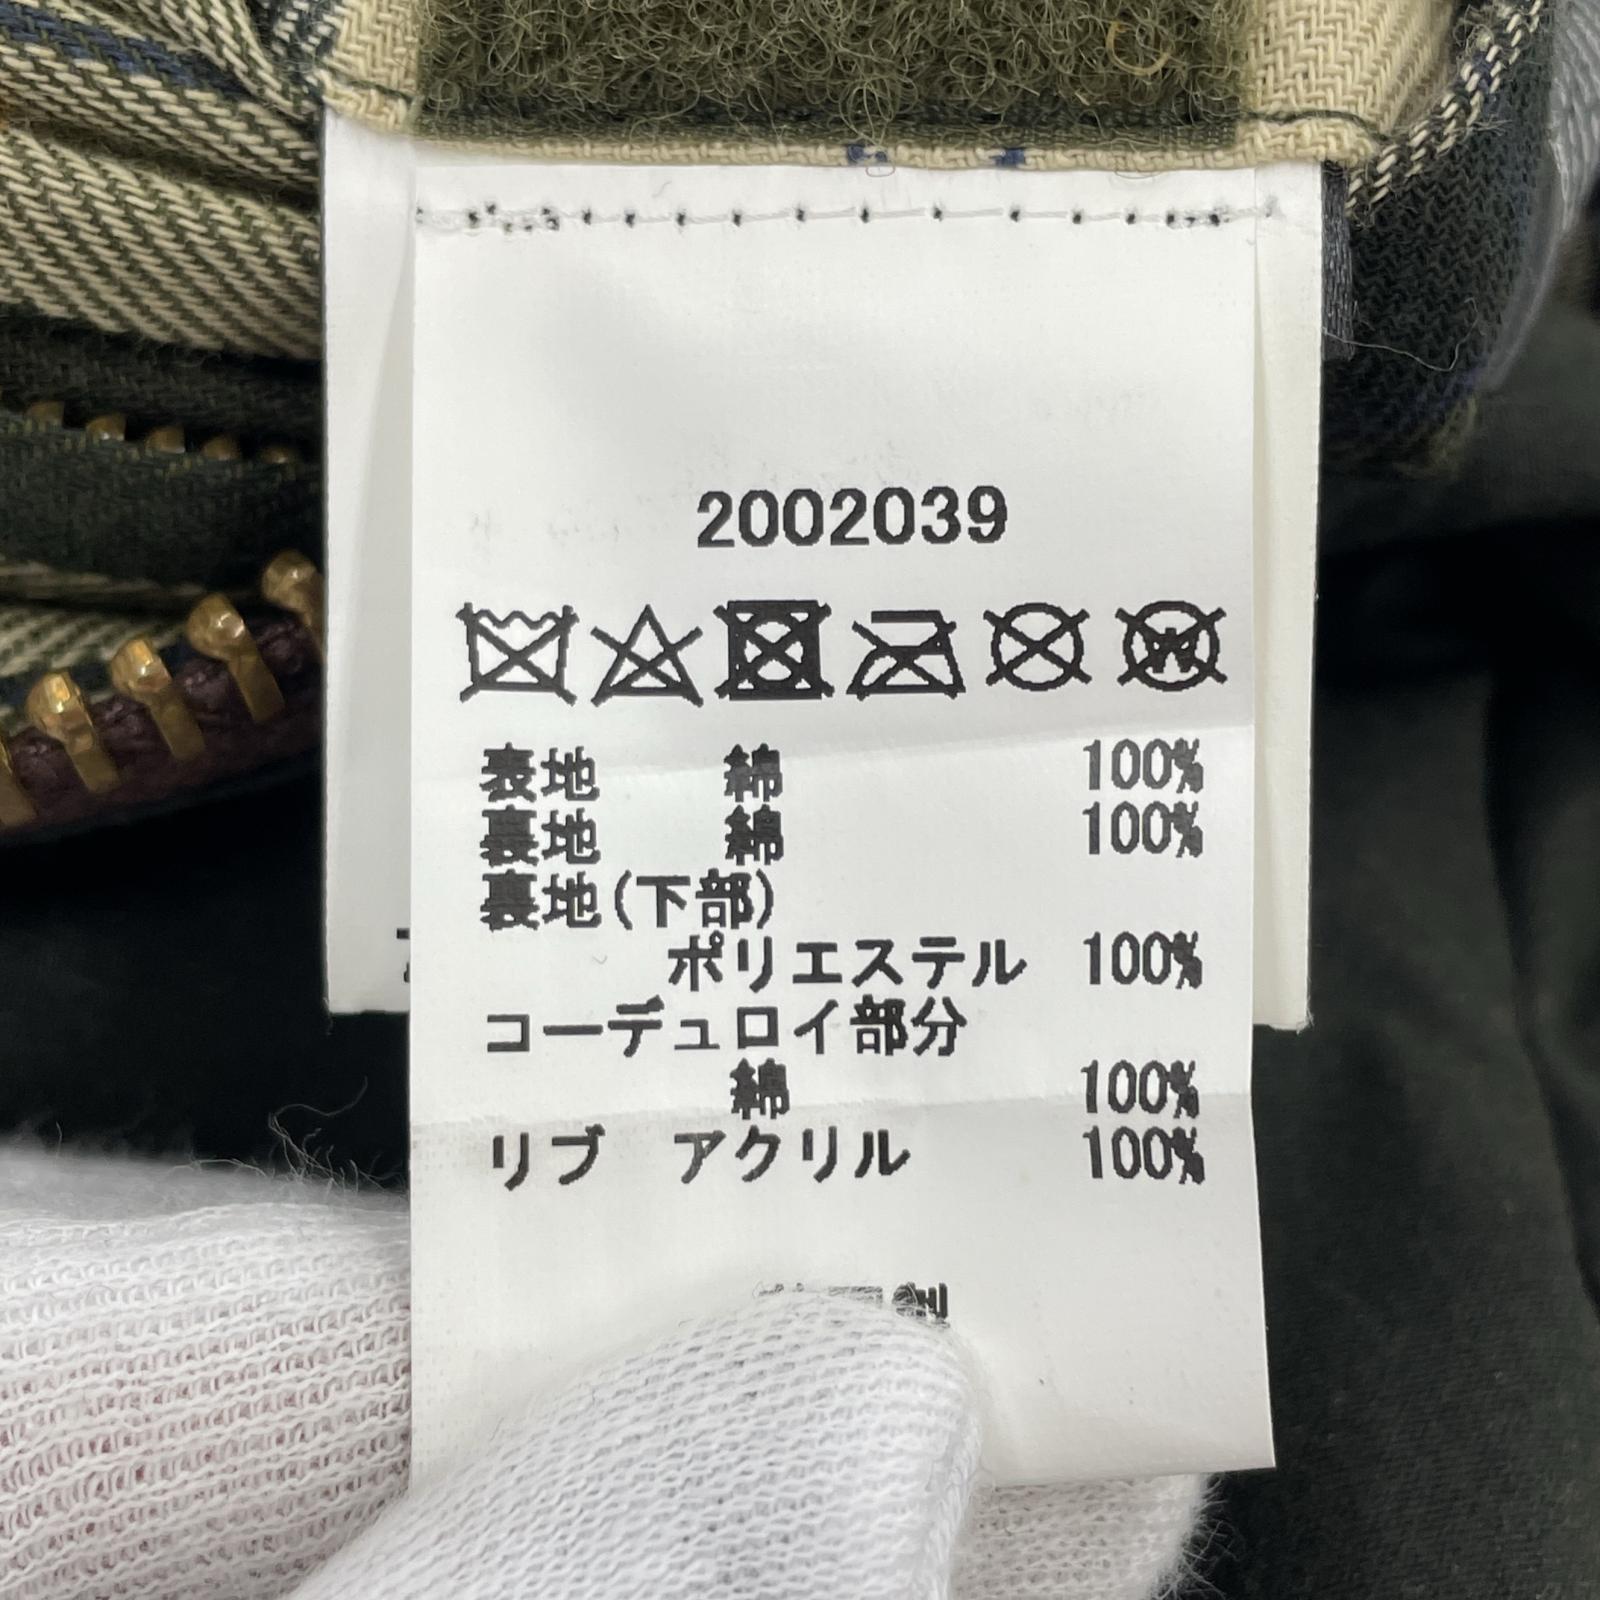 2002039
表地 綿 100%
裏地 綿 100%
裏地(下部)
ポリエステル 100%
コーデュロイ部分
綿 100%
リブ アクリル 100%